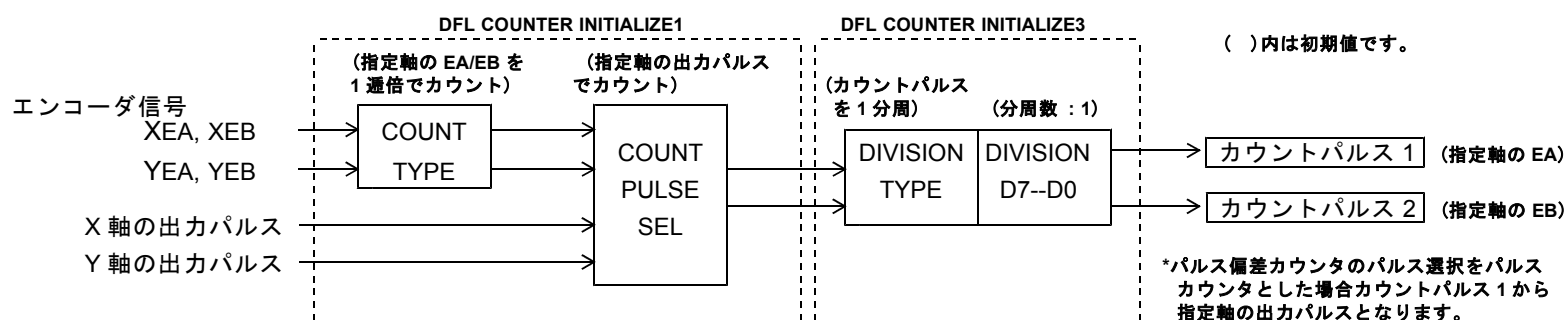 DFL COUNTER INITIALIZE1
DFL COUNTER INITIALIZE3
( )内は初期値です。
(指定軸の EA/EB を
1 逓倍でカウント)
(指定軸の出力パルス
でカウント)
(カウントパルス
を 1 分周)
(分周数 : 1)
エンコーダ信号
XEA, XEB
YEA, YEB
X 軸の出力パルス
Y 軸の出力パルス
COUNT
TYPE
COUNT
PULSE
SEL
DIVISION
TYPE
DIVISION
D7--D0
カウントパルス 1 (指定軸の EA)
カウントパルス 2 (指定軸の EB)
*パルス偏差カウンタのパルス選択をパルス
カウンタとした場合カウントパルス 1 から
指定軸の出力パルスとなります。